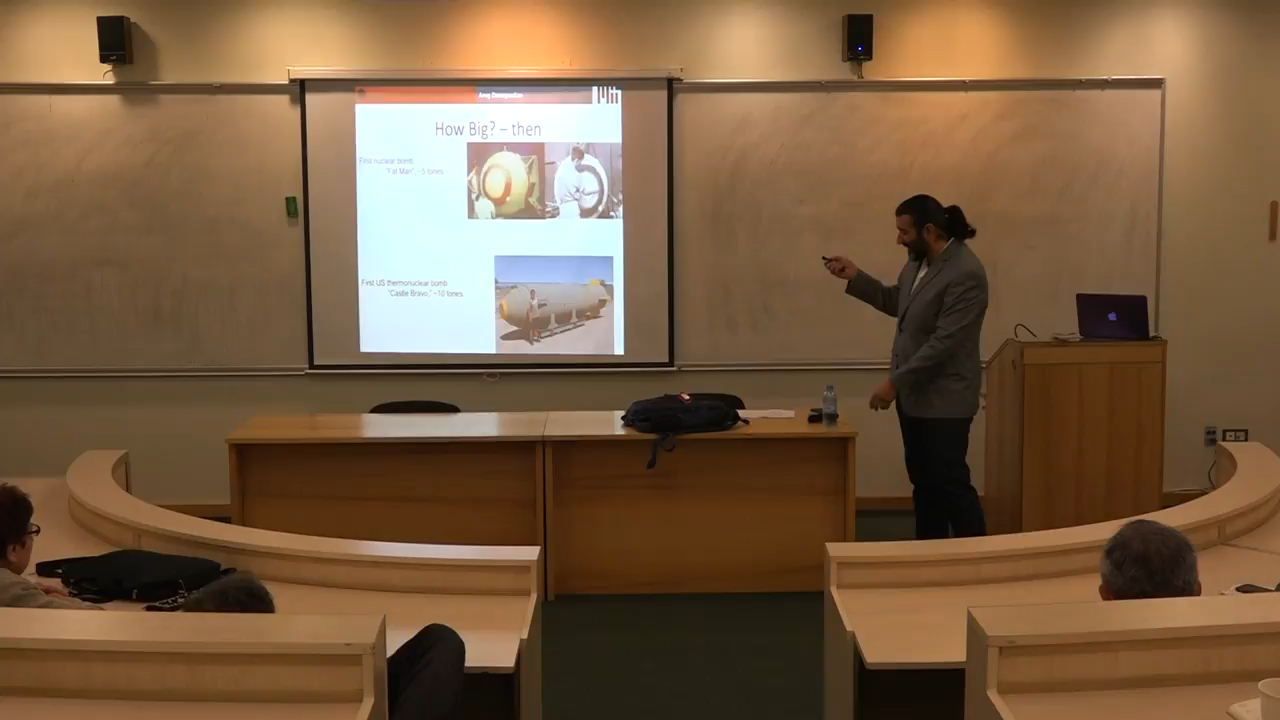 How Big? – then
First nuclear bomb
"Fat Man", ~5 tones
First US thermonuclear bomb
"Castle Bravo," ~10 tones